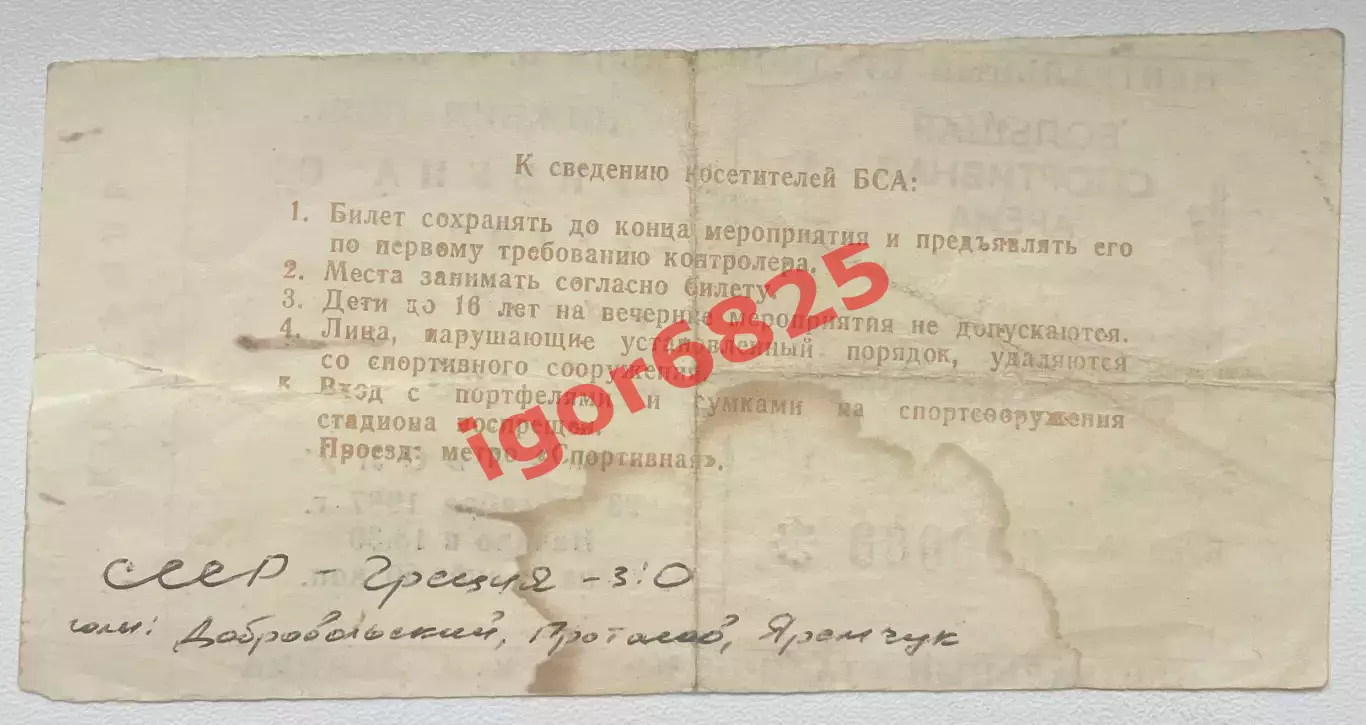 К сведению посетителей БСА:
1. Билет сохранять до конца мероприятия и предъявлять его
по первому требованию контролера.
2. Места занимать согласно билету.
3. Дети до 16 лет на вечерние мероприятия не допускаются.
4. Лица, нарушающие установленный порядок, удаляются
со спортивного сооружения.
5. Вход с портфелями и сумками на спортсооружения
стадиона воспрещен.
Проезд: метро «Спортивная».
igor6825
СССР - Греция - 3:0
голы: Добровольский, Протасов, Яремчук